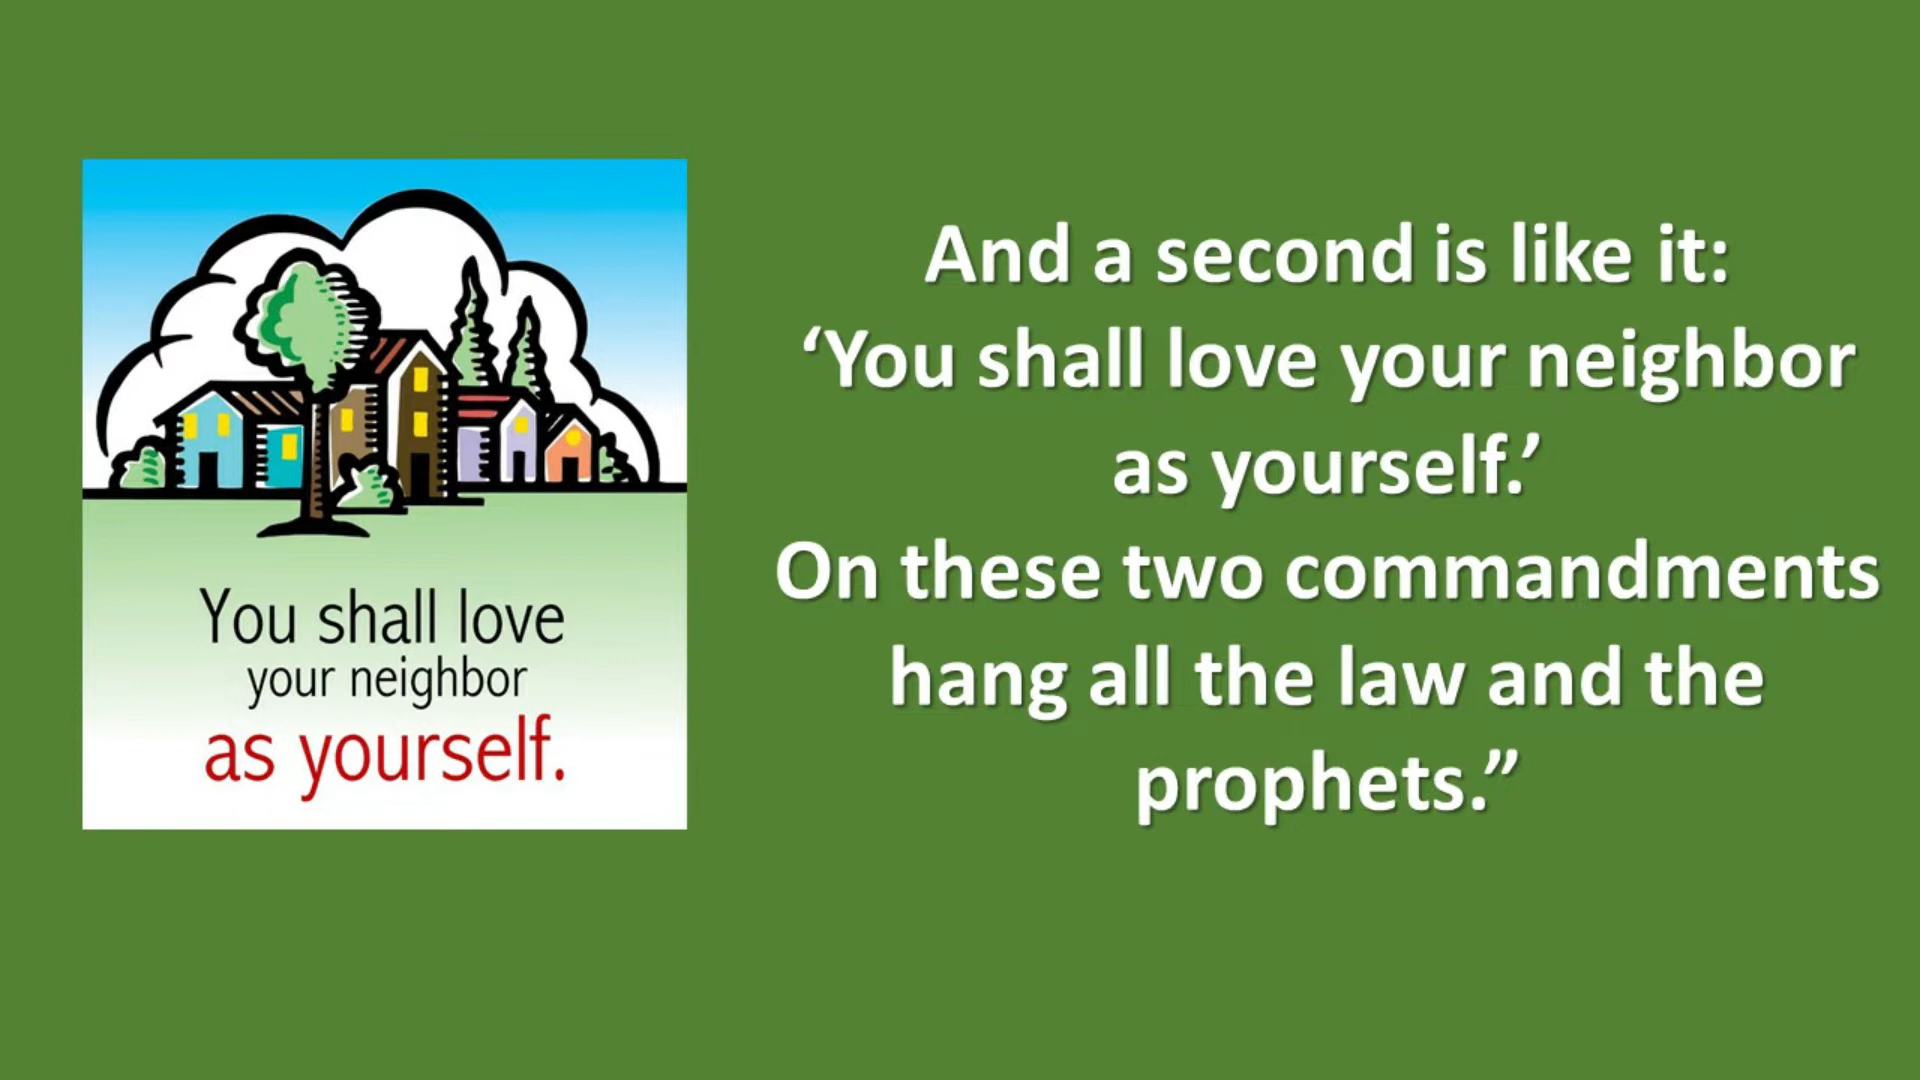 You shall love
your neighbor
as yourself.
And a second is like it:
‘You shall love your neighbor
as yourself.’
On these two commandments
hang all the law and the
prophets.”